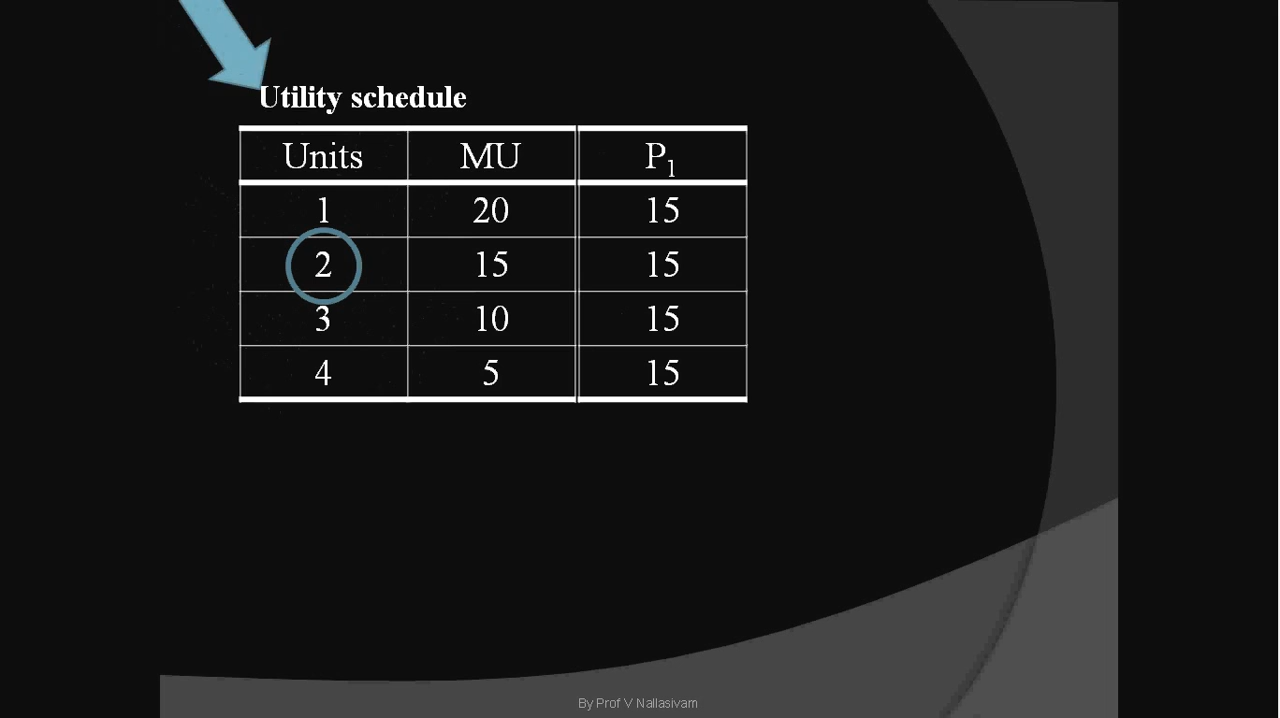 Utility schedule
Units MU P₁
1 20 15
2 15 15
3 10 15
4 5 15
By Prof V Nallasivam